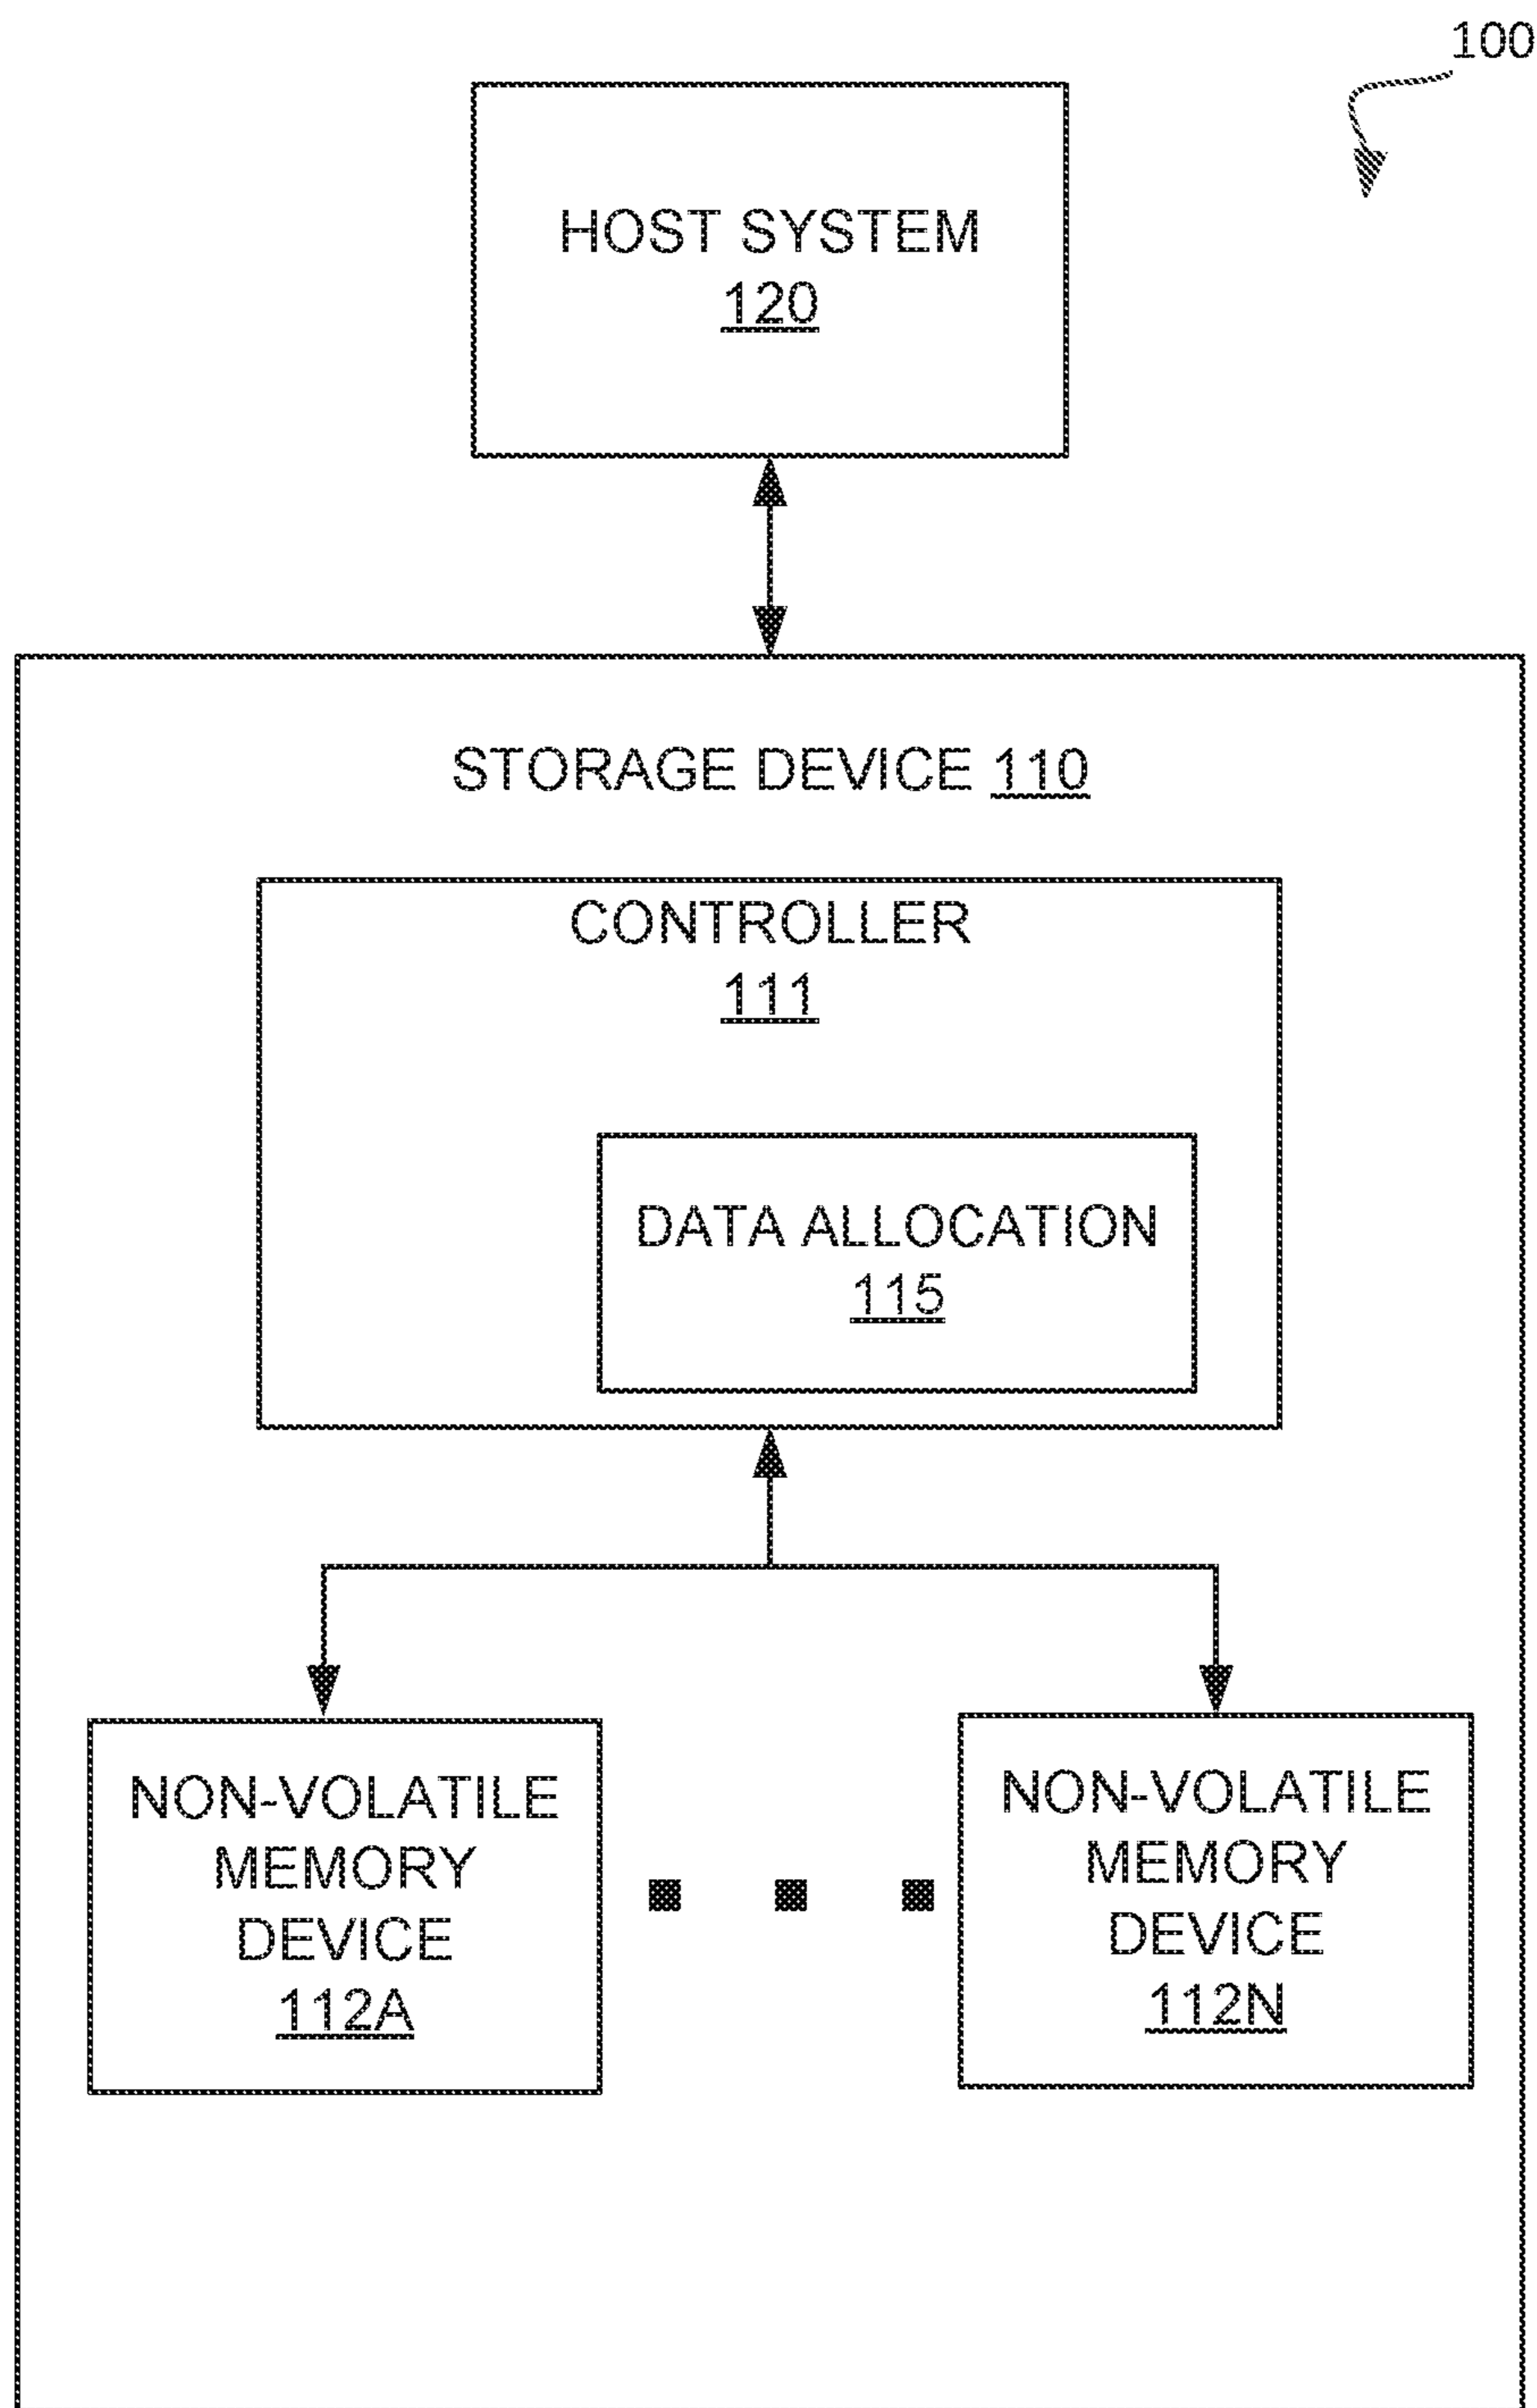 100
HOST SYSTEM
120
STORAGE DEVICE 110
CONTROLLER
111
DATA ALLOCATION
115
NON-VOLATILE
MEMORY
DEVICE
112A
NON-VOLATILE
MEMORY
DEVICE
112N